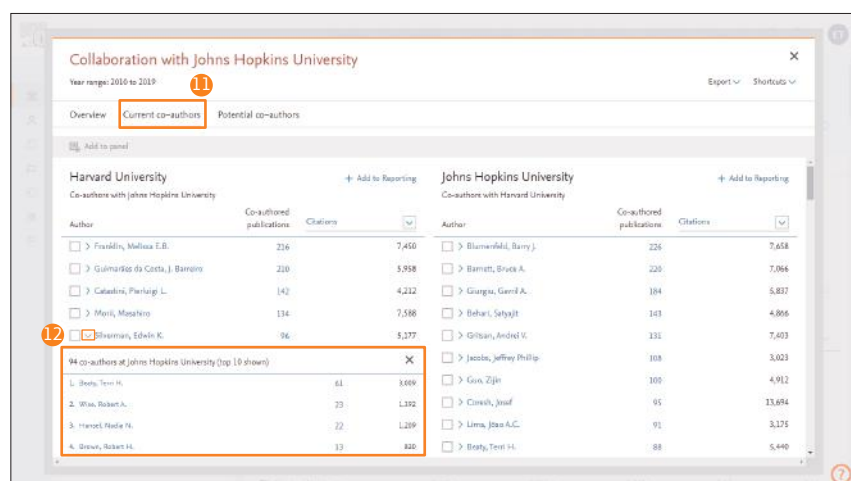 Collaboration with Johns Hopkins University
Year range: 2010 to 2019
11
Export
Shortcuts
Overview
Current co-authors
Potential co-authors
Add to panel
Harvard University
+ Add to Reporting
Co-authors with Johns Hopkins University
Author
Co-authored publications
Citations
Franklin, Melissa E.B. 216 7,450
Guimarães da Costa, J. Barreiro 210 5,958
Catastini, Pierluigi L. 142 4,212
Morii, Masahiro 134 7,588
12
Silverman, Edwin K. 96 5,177
94 co-authors at Johns Hopkins University (top 10 shown)
1. Beaty, Terri H. 61 3,009
2. Wise, Robert A. 23 1,392
3. Hansel, Nadia N. 22 1,209
4. Brown, Robert H. 13 820
Johns Hopkins University
+ Add to Reporting
Co-authors with Harvard University
Author
Co-authored publications
Citations
Blumenfeld, Barry J. 226 7,658
Barnett, Bruce A. 220 7,066
Giurgiu, Gavril A. 184 5,837
Behari, Satyajit 143 4,866
Gritsan, Andrei V. 131 7,403
Jacobs, Jeffrey Phillip 108 3,023
Guo, Zijin 100 4,912
Coresh, Josef 95 13,694
Lima, João A.C. 91 3,175
Beaty, Terri H. 88 5,440
?